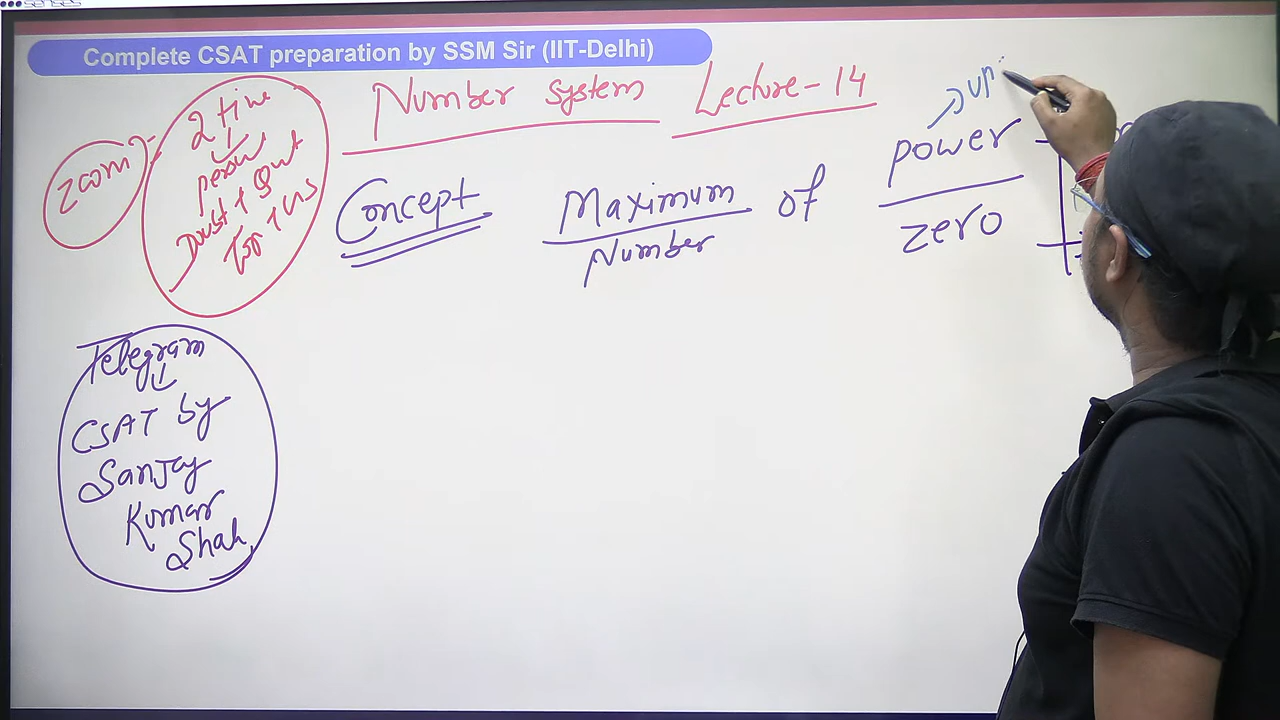 Complete CSAT preparation by SSM Sir (IIT-Delhi)
Number System Lecture-14
zoom
2 time
Concept
Maximum
Number
of
power
zero
up
Telegram
CSAT by
Sanjay
Kumar
Shah